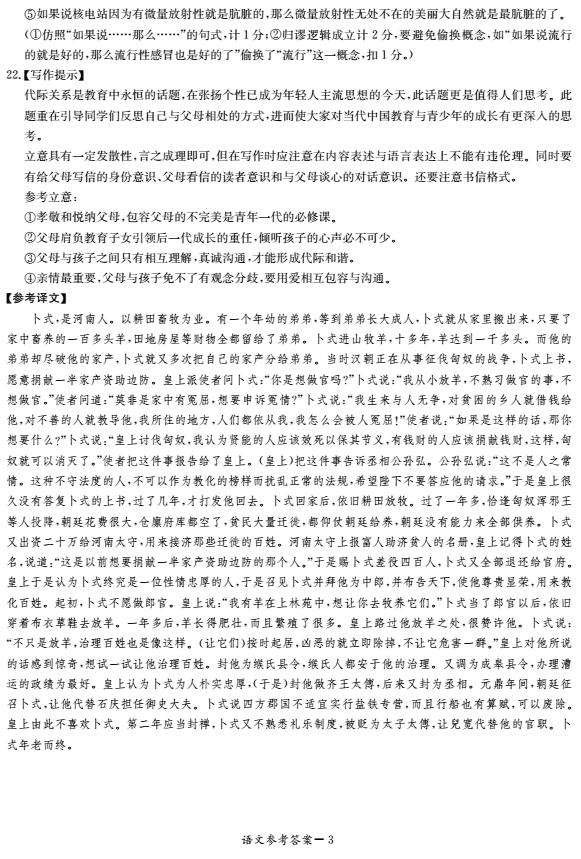 ⑤如果说核电站因为有微量放射性就是肮脏的,那么微量放射性无处不在的美丽大自然就是最肮脏的了。
(①仿照“如果说……那么……”的句式,计1分;②归谬逻辑成立计2分,要避免偷换概念,如“如果说流行
的就是好的,那么流行性感冒也是好的了”偷换了“流行”这一概念,扣1分。)
22.【写作提示】
代际关系是教育中永恒的话题,在张扬个性已成为年轻人主流思想的今天,此话题更是值得人们思考。此
题重在引导同学们反思自己与父母相处的方式,进而使大家对当代中国教育与青少年的成长有更深入的思
考。
立意具有一定发散性,言之成理即可,但在写作时应注意在内容表述与语言表达上不能有违伦理。同时要
有给父母写信的身份意识、父母看信的读者意识和与父母谈心的对话意识。还要注意书信格式。
参考立意:
①孝敬和悦纳父母,包容父母的不完美是青年一代的必修课。
②父母肩负教育子女引领后一代成长的重任,倾听孩子的心声必不可少。
③父母与孩子之间只有相互理解,真诚沟通,才能形成代际和谐。
④亲情最重要,父母与孩子免不了有观念分歧,要用爱相互包容与沟通。
【参考译文】
卜式,是河南人。以耕田畜牧为业。有一个年幼的弟弟,等到弟弟长大成人,卜式就从家里搬出来,只要了
家中畜养的一百多头羊,田地房屋等财物全都留给了弟弟。卜式进山牧羊,十多年,羊达到一千多头。而他的
弟弟却尽破他的家产,卜式就又多次把自己的家产分给弟弟。当时汉朝正在从事征伐匈奴的战争,卜式上书,
愿意捐献一半家产资助边防。皇上派使者问卜式:“你是想做官吗?”卜式说:“我从小放羊,不熟习做官的事,不
想做官。”使者问道:“莫非是家中有冤屈,想要申诉冤情?”卜式说:“我生来与人无争,对贫困的乡人就借钱给
他,对不善的人就教导他,我所住的地方,人们都依从我,我怎么会被人冤屈!”使者说:“如果是这样的话,那你
想要什么?”卜式说:“皇上讨伐匈奴,我认为贤能的人应该效死以保其节义,有钱财的人应该捐献钱财,这样,匈
奴就可以消灭了。”使者把这件事报告给了皇上。(皇上)把这件事告诉丞相公孙弘。公孙弘说:“这不是人之常
情。这种不守法度的人,不可以作为教化的榜样而扰乱正常的法规,希望陛下不要答应他的请求。”于是皇上很
久没有答复卜式的上书,过了几年,才打发他回去。卜式回家后,依旧耕田放牧。过了一年多,恰逢匈奴浑邪王
等人投降,朝廷花费很大,仓廪府库都空了,贫民大量迁徙,都仰仗朝廷给养,朝廷没有能力来全部供养。卜式
又出资二十万给河南太守,用来接济那些迁徙的百姓。河南太守上报富人助济贫人的名册,皇上记得卜式的姓
名,说道:“这是以前想要捐献一半家产资助边防的那个人。”于是赐卜式差役四百人,卜式又全部退还给官府。
皇上于是认为卜式终究是一位性情忠厚的人,于是召见卜式并拜他为中郎,并布告天下,使他尊贵显荣,用来教
化百姓。起初,卜式不愿做郎官。皇上说:“我有羊在上林苑中,想让你去牧养它们。”卜式当了郎官以后,依旧
穿着布衣草鞋去放羊。一年多后,羊长得肥壮,而且繁殖了很多。皇上路过他放羊之处,很赞许他。卜式说:
“不只是放羊,治理百姓也是像这样。(让它们)按时起居,凶恶的就立即除掉,不让它危害一群。”皇上对他所说
的话感到惊奇,想试一试让他治理百姓。封他为缑氏县令,缑氏人都安于他的治理。又调为成皋县令,办理漕
运的政绩为最好。皇上认为卜式为人朴实忠厚,(于是)封他做齐王太傅,后来又封为丞相。元鼎年间,朝廷征
召卜式,让他代替石庆担任御史大夫。卜式说四方郡国不适宜实行盐铁专营,而且行船也有算赋,可以废除。
皇上由此不喜欢卜式。第二年应当封禅,卜式又不熟悉礼乐制度,被贬为太子太傅,让兒宽代替他的官职。卜
式年老而终。
语文参考答案－3